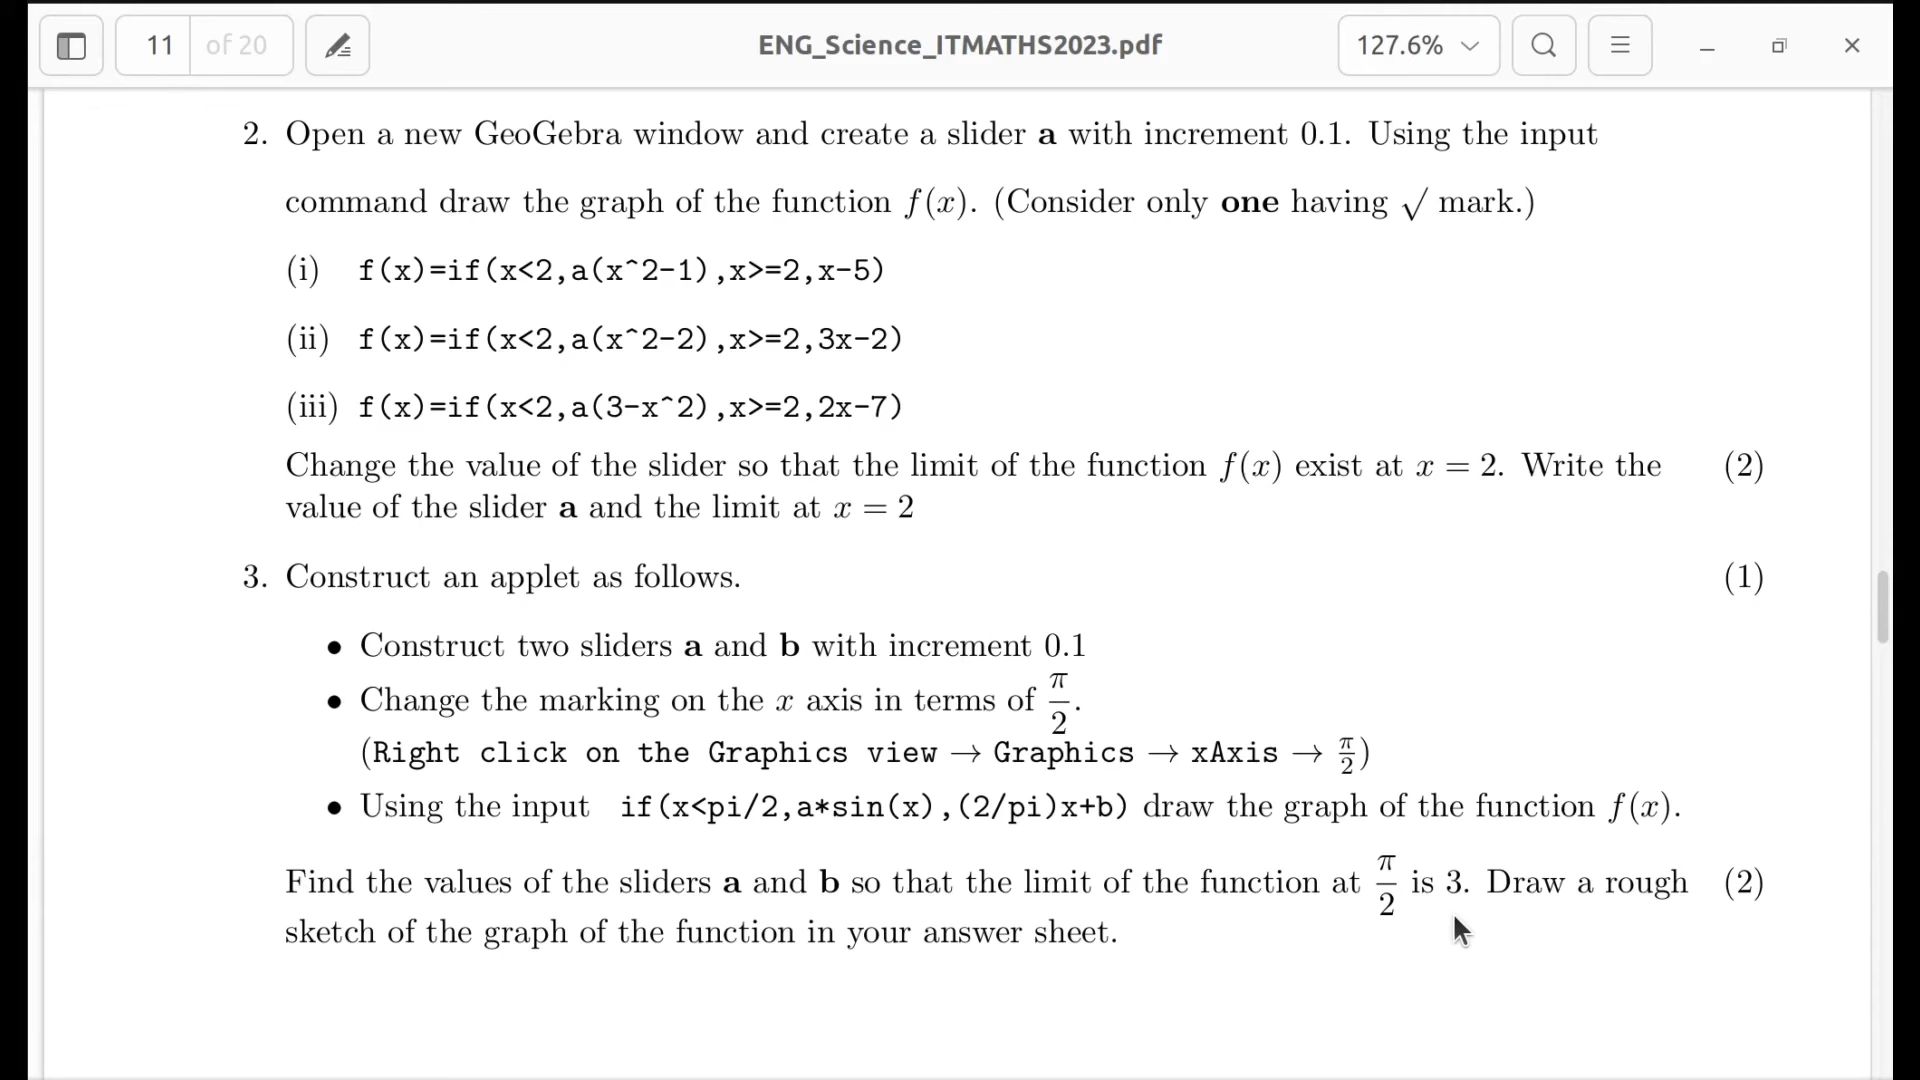 11 of 20 ENG_Science_ITMATHS2023.pdf 127.6%
2. Open a new GeoGebra window and create a slider a with increment 0.1. Using the input
command draw the graph of the function f(x). (Consider only one having √ mark.)
(i) f(x)=if(x<2,a(x^2-1),x>=2,x-5)
(ii) f(x)=if(x<2,a(x^2-2),x>=2,3x-2)
(iii) f(x)=if(x<2,a(3-x^2),x>=2,2x-7)
Change the value of the slider so that the limit of the function f(x) exist at x = 2. Write the (2)
value of the slider a and the limit at x = 2
3. Construct an applet as follows. (1)
• Construct two sliders a and b with increment 0.1
• Change the marking on the x axis in terms of π/2.
(Right click on the Graphics view → Graphics → xAxis → π/2)
• Using the input if(x<pi/2,a*sin(x),(2/pi)x+b) draw the graph of the function f(x).
Find the values of the sliders a and b so that the limit of the function at π/2 is 3. Draw a rough (2)
sketch of the graph of the function in your answer sheet.